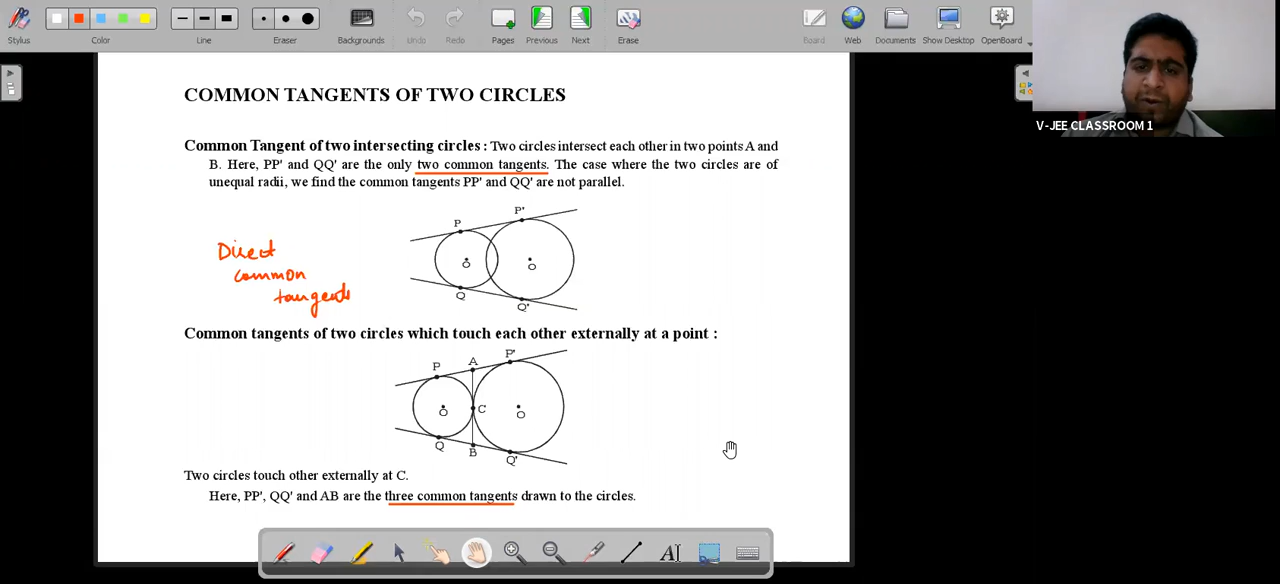 Stylus
Color
Line
Eraser
Backgrounds
Undo
Redo
Pages
Previous
Next
Erase
Board
Web
Documents
Show Desktop
OpenBoard
V-JEE CLASSROOM 1
COMMON TANGENTS OF TWO CIRCLES
Common Tangent of two intersecting circles : Two circles intersect each other in two points A and
B. Here, PP' and QQ' are the only two common tangents. The case where the two circles are of
unequal radii, we find the common tangents PP' and QQ' are not parallel.
P'
P
O
O
Q
Q'
Direct
common
tangents
Common tangents of two circles which touch each other externally at a point :
P'
A
P
C
O
O
Q
B
Q'
Two circles touch other externally at C.
Here, PP', QQ' and AB are the three common tangents drawn to the circles.
A